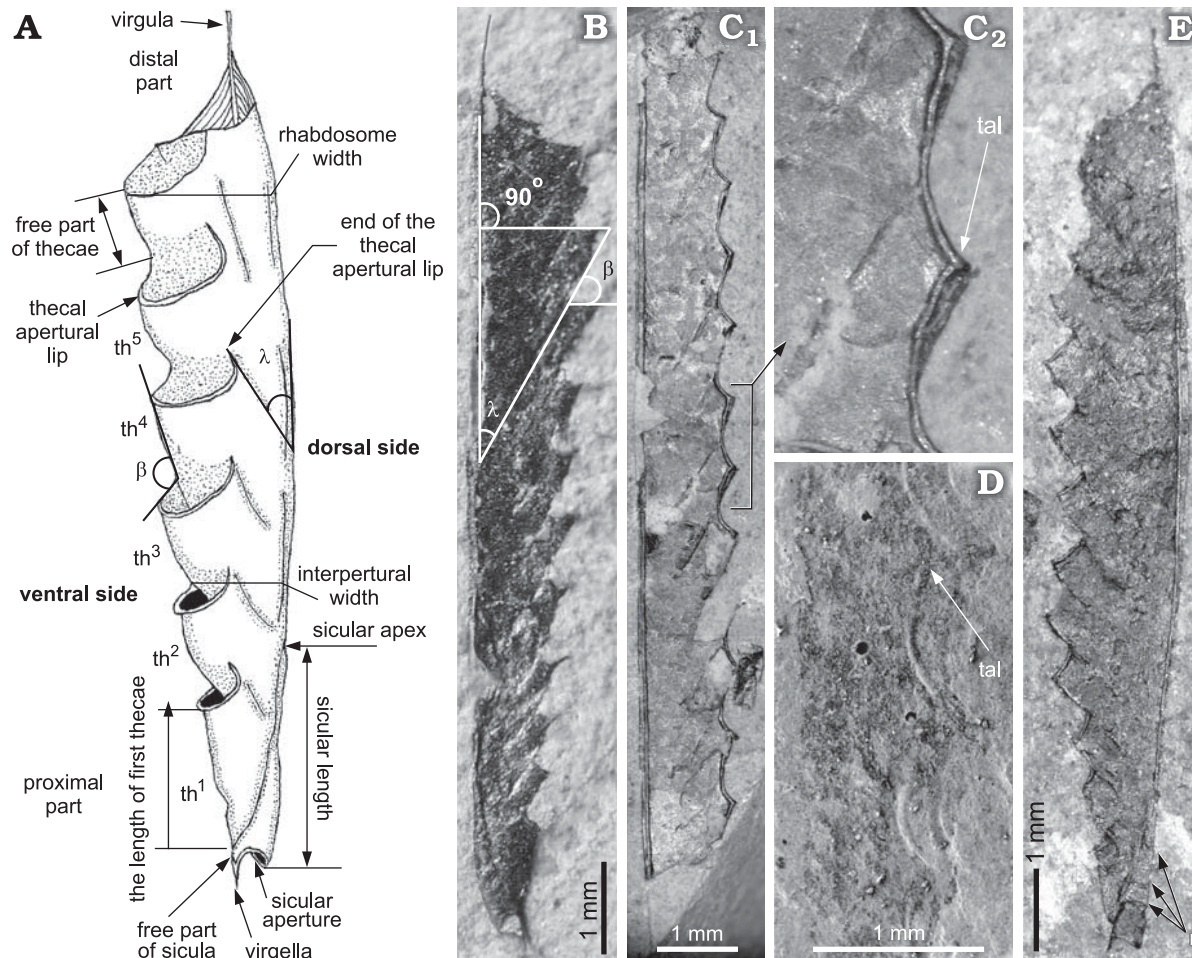 A
virgula
distal
part
rhabdosome
width
free part
of thecae
end of the
thecal
apertural lip
thecal
apertural
lip
th5
λ
th4
dorsal side
β
th3
ventral side
interpertural
width
sicular apex
th2
the length of first thecae
sicular length
proximal
part
th1
sicular
aperture
free part
of sicula
virgella
B
90°
β
λ
1 mm
C1
1 mm
C2
tal
D
tal
1 mm
E
1 mm